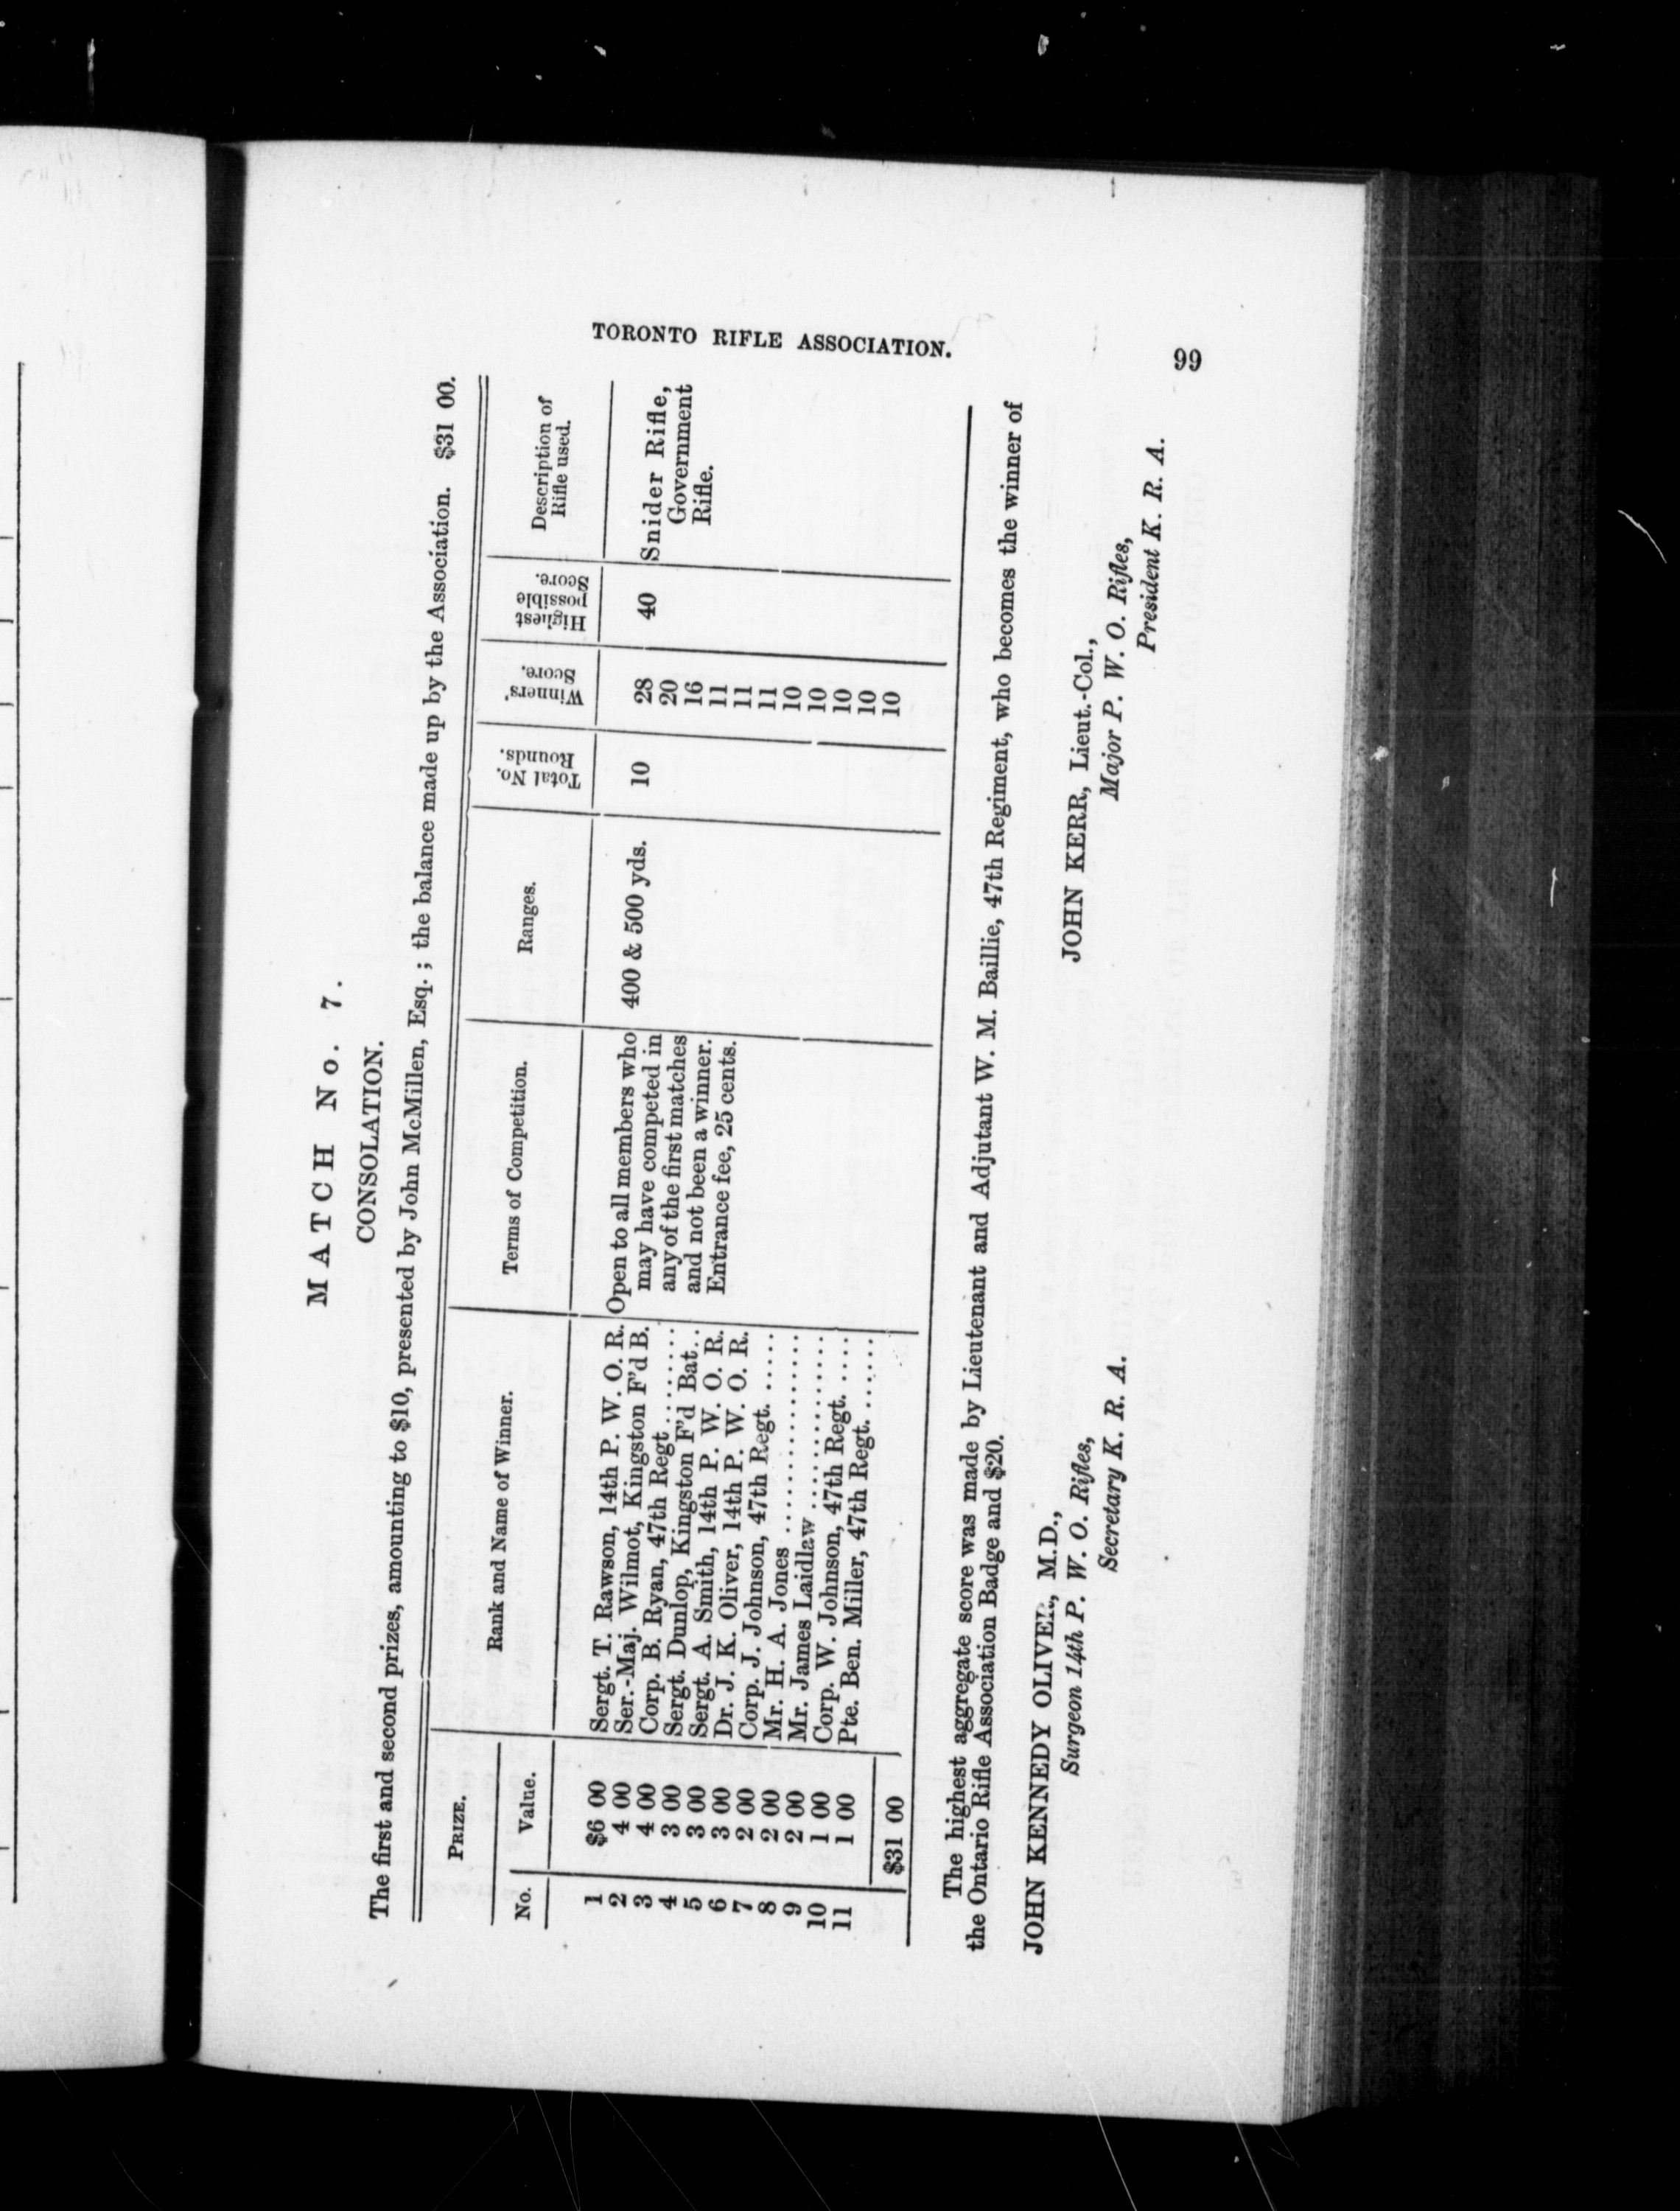 TORONTO RIFLE ASSOCIATION.
99
MATCH No. 7.
CONSOLATION.
The first and second prizes, amounting to $10, presented by John McMillen, Esq.; the balance made up by the Association. $31 00.
PRIZE. Rank and Name of Winner. Terms of Competition. Ranges. Total No. Rounds. Winners' Score. Highest possible Score. Description of Rifle used.
No. Value.
1 $6 00 Sergt. T. Rawson, 14th P. W. O. R. Open to all members who 400 & 500 yds. 10 28 40 Snider Rifle,
2 4 00 Ser.-Maj. Wilmot, Kingston F'd B. may have competed in 20 Government
3 4 00 Corp. B. Ryan, 47th Regt........ any of the first matches 16 Rifle.
4 3 00 Sergt. Dunlop, Kingston F'd Bat... and not been a winner. 11
5 3 00 Sergt. A. Smith, 14th P. W. O. R. Entrance fee, 25 cents. 11
6 3 00 Dr. J. K. Oliver, 14th P. W. O. R. 11
7 2 00 Corp. J. Johnson, 47th Regt....... 10
8 2 00 Mr. H. A. Jones ................ 10
9 2 00 Mr. James Laidlaw .............. 10
10 1 00 Corp. W. Johnson, 47th Regt..... 10
11 1 00 Pte. Ben. Miller, 47th Regt....... 10
$31 00
The highest aggregate score was made by Lieutenant and Adjutant W. M. Baillie, 47th Regiment, who becomes the winner of
the Ontario Rifle Association Badge and $20.
JOHN KENNEDY OLIVER, M.D.,
Surgeon 14th P. W. O. Rifles,
Secretary K. R. A.
JOHN KERR, Lieut.-Col.,
Major P. W. O. Rifles,
President K. R. A.